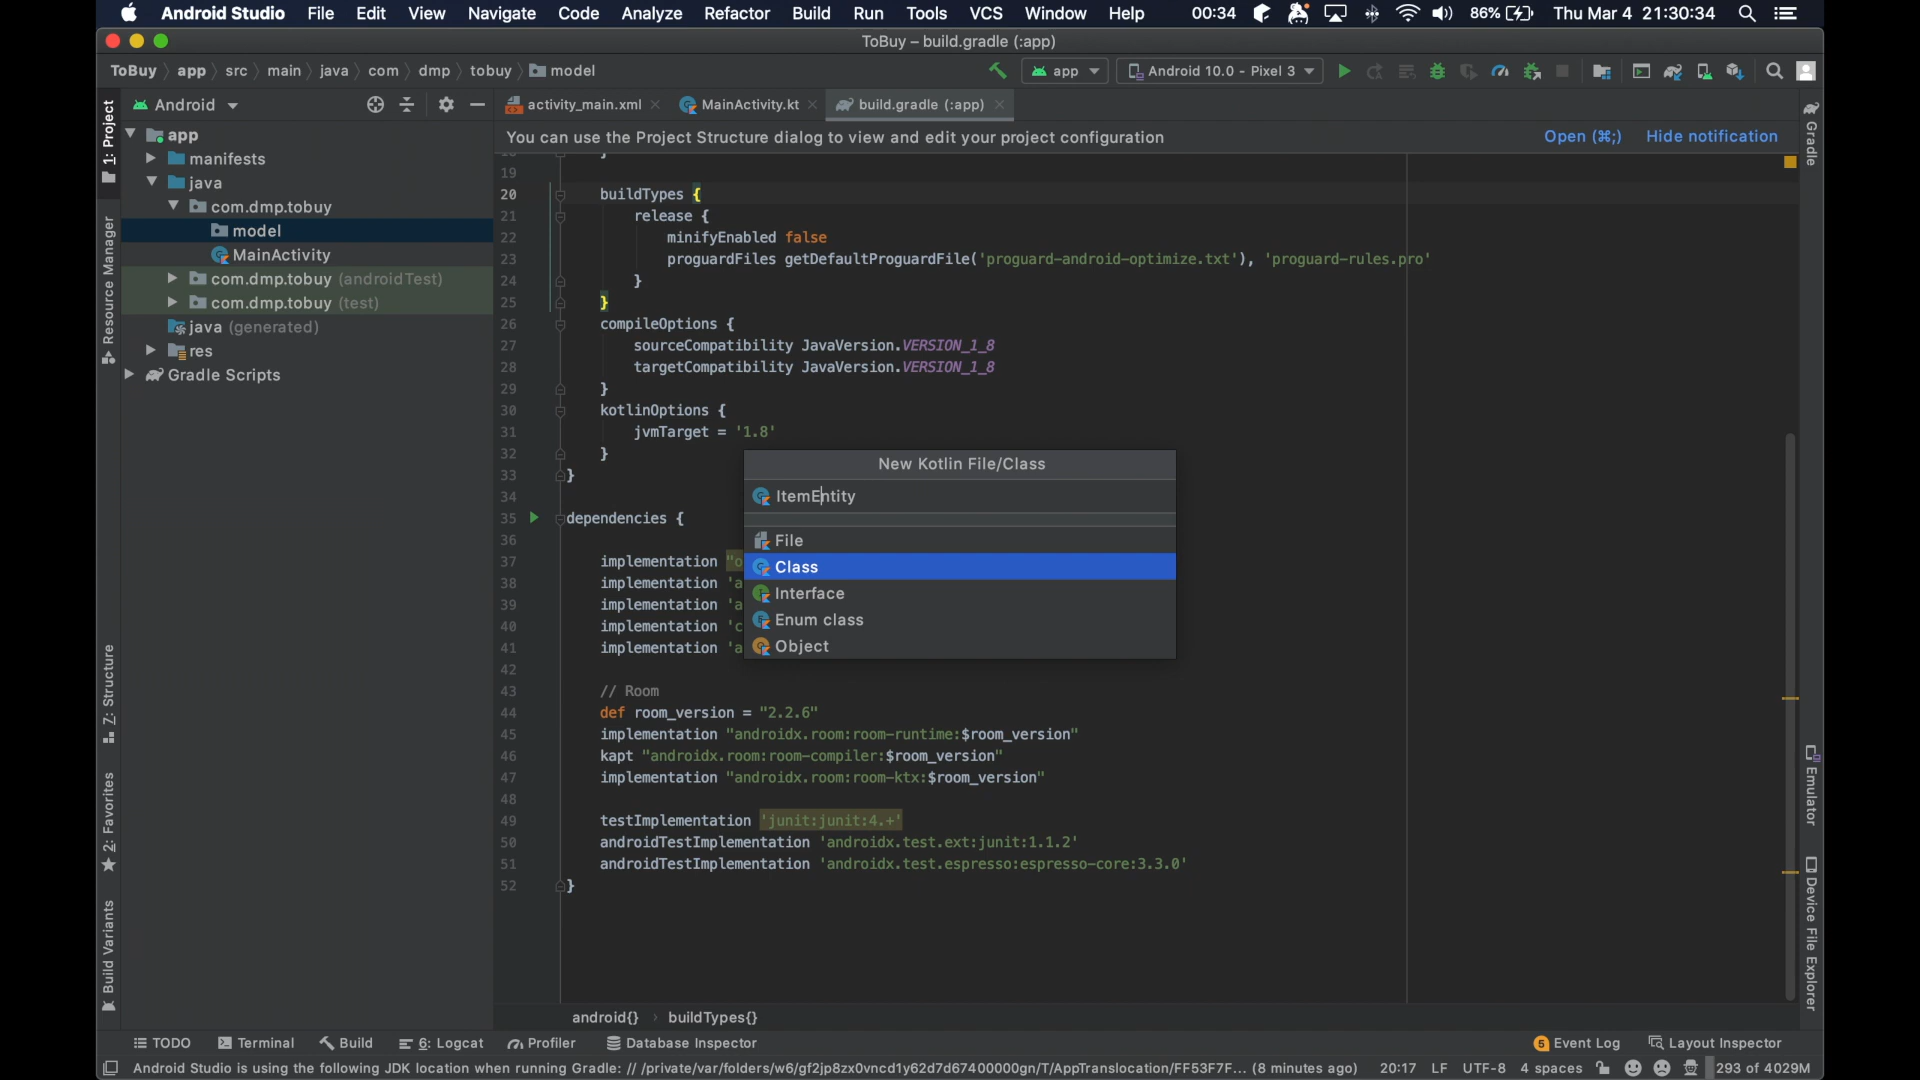 Android Studio File Edit View Navigate Code Analyze Refactor Build Run Tools VCS Window Help 00:34 86% Thu Mar 4 21:30:34
ToBuy – build.gradle (:app)
ToBuy app src main java com dmp tobuy model app Android 10.0 - Pixel 3
Android activity_main.xml MainActivity.kt build.gradle (:app)
You can use the Project Structure dialog to view and edit your project configuration Open (⌘;) Hide notification
1: Project
Resource Manager
Z: Structure
2: Favorites
Build Variants
app
manifests
java
com.dmp.tobuy
model
MainActivity
com.dmp.tobuy (androidTest)
com.dmp.tobuy (test)
java (generated)
res
Gradle Scripts
19
20 buildTypes {
21 release {
22 minifyEnabled false
23 proguardFiles getDefaultProguardFile('proguard-android-optimize.txt'), 'proguard-rules.pro'
24 }
25 }
26 compileOptions {
27 sourceCompatibility JavaVersion.VERSION_1_8
28 targetCompatibility JavaVersion.VERSION_1_8
29 }
30 kotlinOptions {
31 jvmTarget = '1.8'
32 }
33 }
34
35 dependencies {
36
37 implementation "o
38 implementation 'a
39 implementation 'a
40 implementation 'c
41 implementation 'a
42
43 // Room
44 def room_version = "2.2.6"
45 implementation "androidx.room:room-runtime:$room_version"
46 kapt "androidx.room:room-compiler:$room_version"
47 implementation "androidx.room:room-ktx:$room_version"
48
49 testImplementation 'junit:junit:4.+'
50 androidTestImplementation 'androidx.test.ext:junit:1.1.2'
51 androidTestImplementation 'androidx.test.espresso:espresso-core:3.3.0'
52 }
New Kotlin File/Class
ItemEntity
File
Class
Interface
Enum class
Object
Gradle
Emulator
Device File Explorer
android{} buildTypes{}
TODO Terminal Build 6: Logcat Profiler Database Inspector 5 Event Log Layout Inspector
Android Studio is using the following JDK location when running Gradle: // /private/var/folders/w6/gf2jp8zx0vncd1y62d7d67400000gn/T/AppTranslocation/FF53F7F... (8 minutes ago) 20:17 LF UTF-8 4 spaces 293 of 4029M